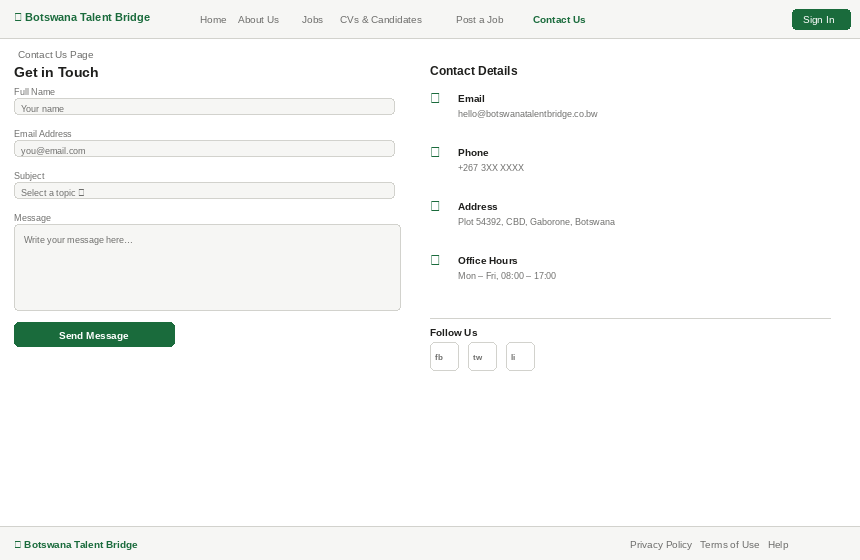 Botswana Talent Bridge
Home About Us Jobs CVs & Candidates Post a Job Contact Us Sign In
Contact Us Page
Get in Touch
Full Name
Your name
Email Address
you@email.com
Subject
Select a topic
Message
Write your message here...
Send Message
Contact Details
Email
hello@botswanatalentbridge.co.bw
Phone
+267 3XX XXXX
Address
Plot 54392, CBD, Gaborone, Botswana
Office Hours
Mon – Fri, 08:00 – 17:00
Follow Us
fb tw li
Botswana Talent Bridge
Privacy Policy Terms of Use Help